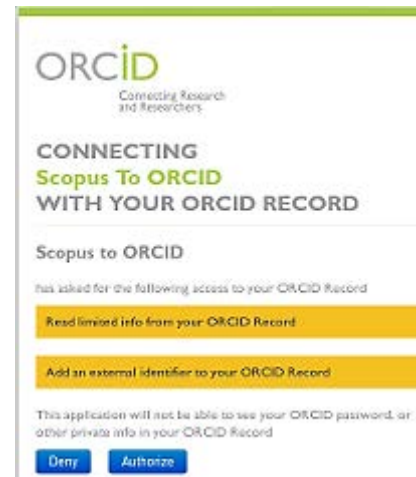 ORCiD
Connecting Research
and Researchers
CONNECTING
Scopus To ORCID
WITH YOUR ORCID RECORD
Scopus to ORCID
has asked for the following access to your ORCID Record
Read limited info from your ORCID Record
Add an external identifier to your ORCID Record
This application will not be able to see your ORCID password, or
other private info in your ORCID Record
Deny
Authorize